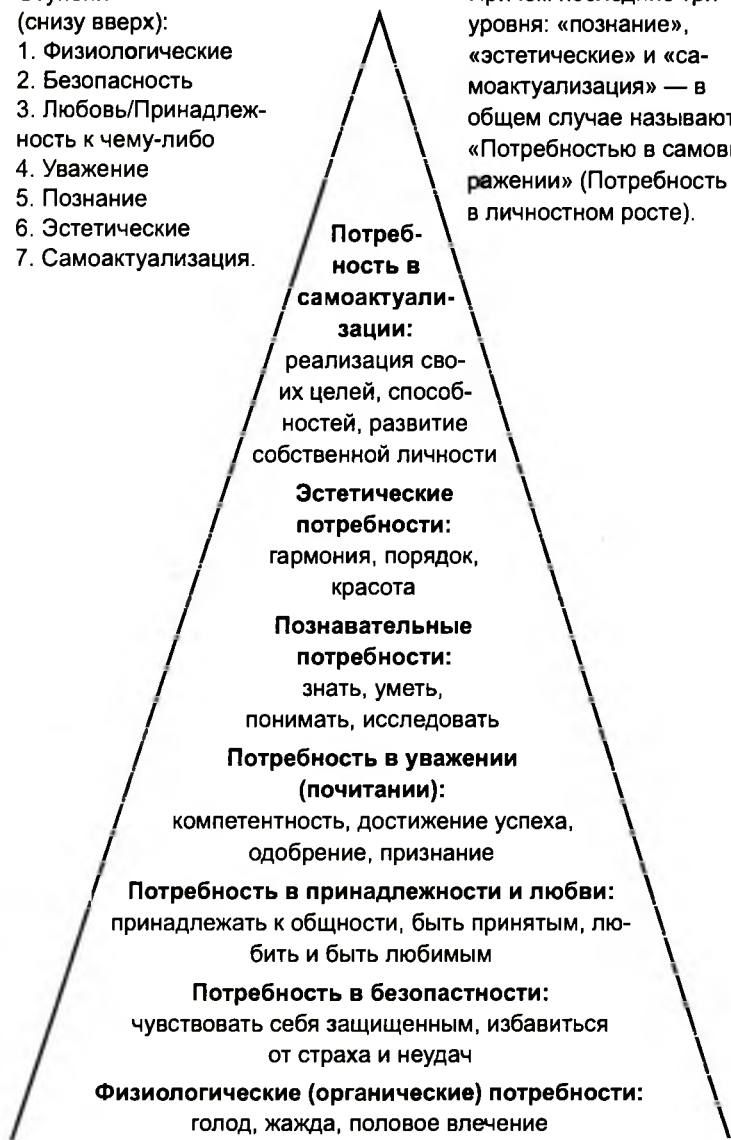 (снизу вверх):
1. Физиологические
2. Безопасность
3. Любовь/Принадлеж-
ность к чему-либо
4. Уважение
5. Познание
6. Эстетические
7. Самоактуализация.
уровня: «познание»,
«эстетические» и «са-
моактуализация» — в
общем случае называют
«Потребностью в самовы
ражении» (Потребность
в личностном росте).
Потреб-
ность в
самоактуали-
зации:
реализация сво-
их целей, способ-
ностей, развитие
собственной личности
Эстетические
потребности:
гармония, порядок,
красота
Познавательные
потребности:
знать, уметь,
понимать, исследовать
Потребность в уважении
(почитании):
компетентность, достижение успеха,
одобрение, признание
Потребность в принадлежности и любви:
принадлежать к общности, быть принятым, лю-
бить и быть любимым
Потребность в безопастности:
чувствовать себя защищенным, избавиться
от страха и неудач
Физиологические (органические) потребности:
голод, жажда, половое влечение